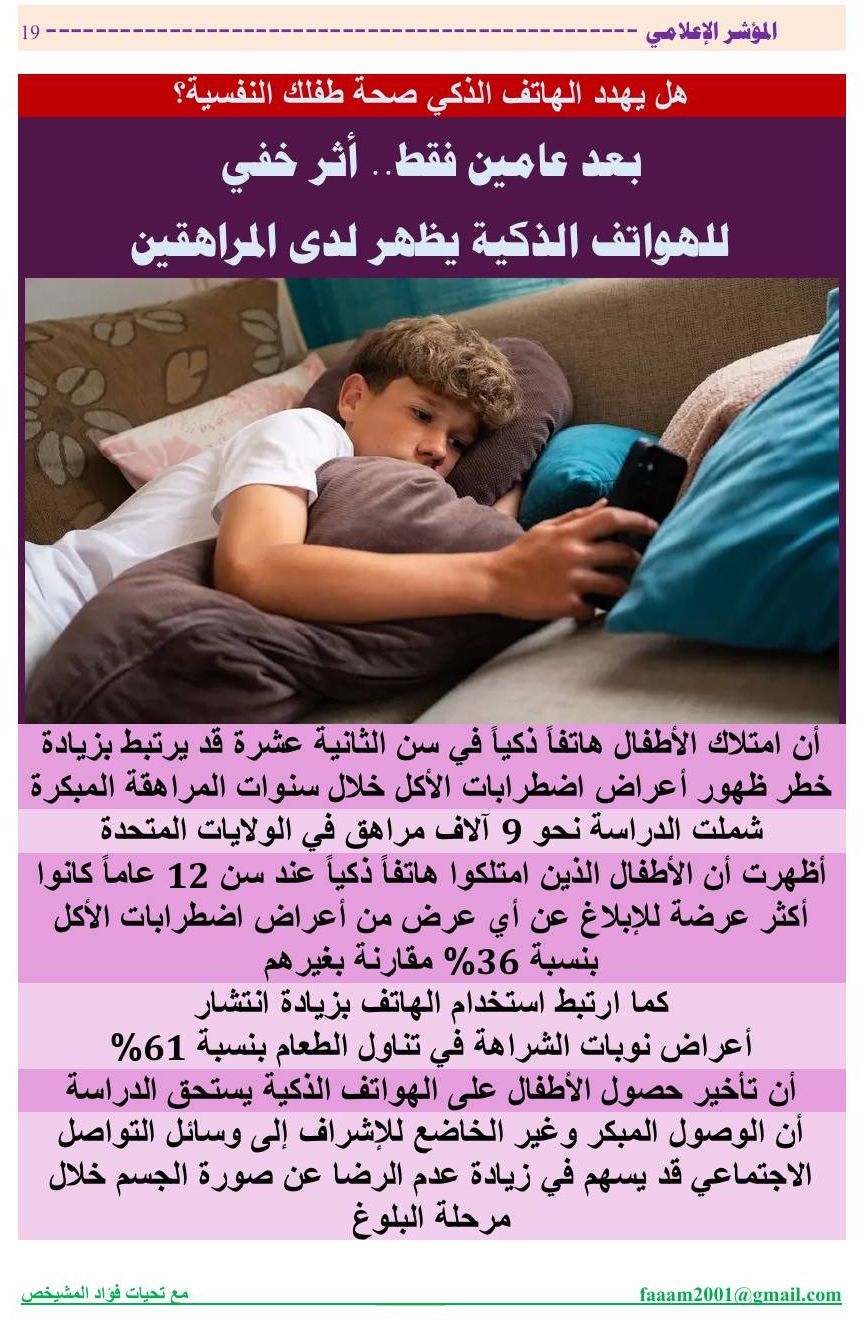 المؤشر الإعلامي ------------------------------------------------ 19
هل يهدد الهاتف الذكي صحة طفلك النفسية؟
بعد عامين فقط.. أثر خفي
للهواتف الذكية يظهر لدى المراهقين
أن امتلاك الأطفال هاتفاً ذكياً في سن الثانية عشرة قد يرتبط بزيادة
خطر ظهور أعراض اضطرابات الأكل خلال سنوات المراهقة المبكرة
شملت الدراسة نحو 9 آلاف مراهق في الولايات المتحدة
أظهرت أن الأطفال الذين امتلكوا هاتفاً ذكياً عند سن 12 عاماً كانوا
أكثر عرضة للإبلاغ عن أي عرض من أعراض اضطرابات الأكل
بنسبة 36% مقارنة بغيرهم
كما ارتبط استخدام الهاتف بزيادة انتشار
أعراض نوبات الشراهة في تناول الطعام بنسبة 61%
أن تأخير حصول الأطفال على الهواتف الذكية يستحق الدراسة
أن الوصول المبكر وغير الخاضع للإشراف إلى وسائل التواصل
الاجتماعي قد يسهم في زيادة عدم الرضا عن صورة الجسم خلال
مرحلة البلوغ
faaam2001@gmail.com مع تحيات فؤاد المشيخص